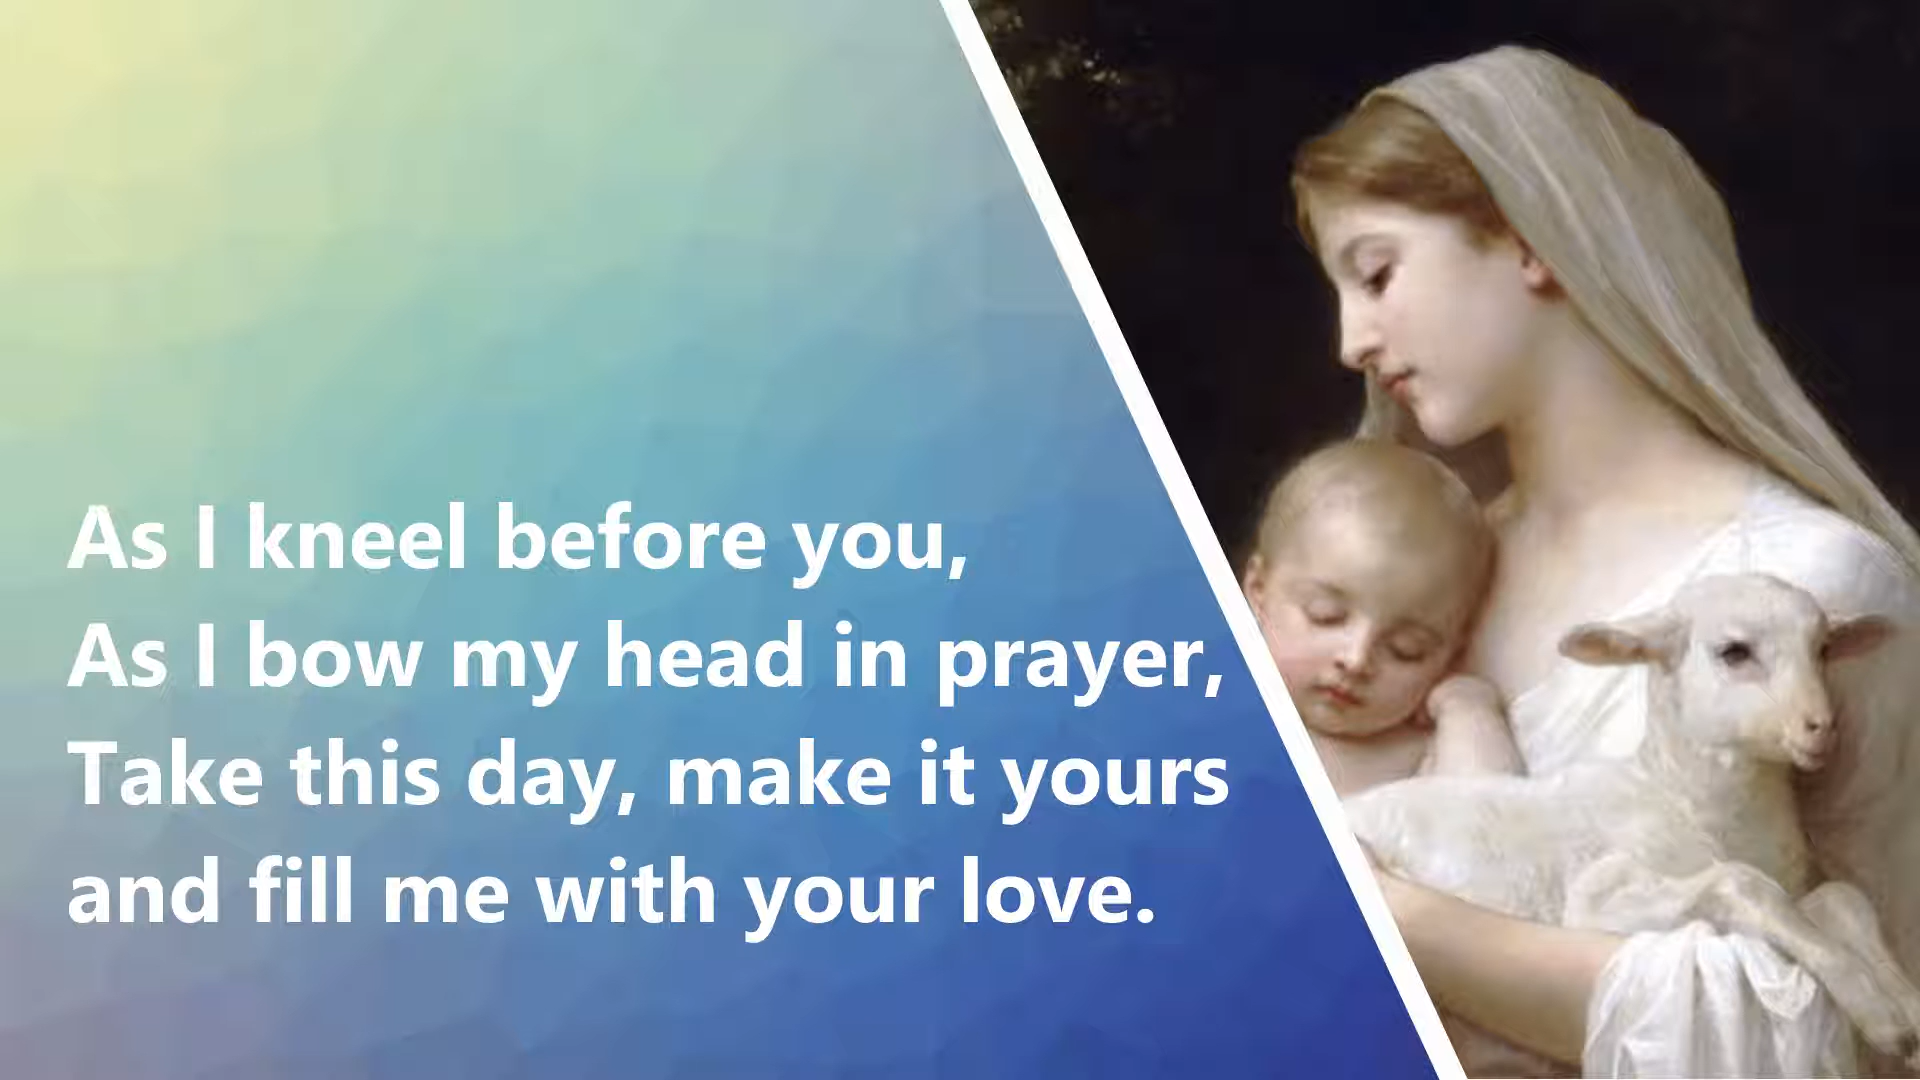 As I kneel before you,
As I bow my head in prayer,
Take this day, make it yours
and fill me with your love.